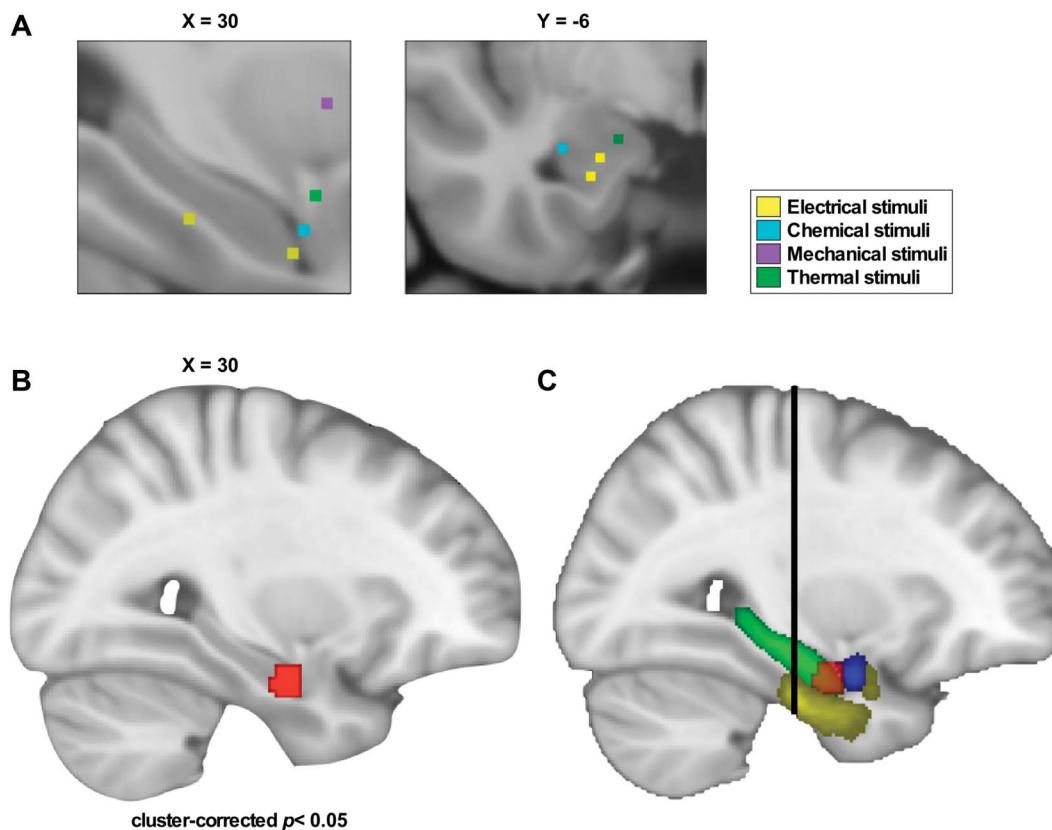 A
X = 30
Y = -6
Electrical stimuli
Chemical stimuli
Mechanical stimuli
Thermal stimuli
B
X = 30
C
cluster-corrected p< 0.05